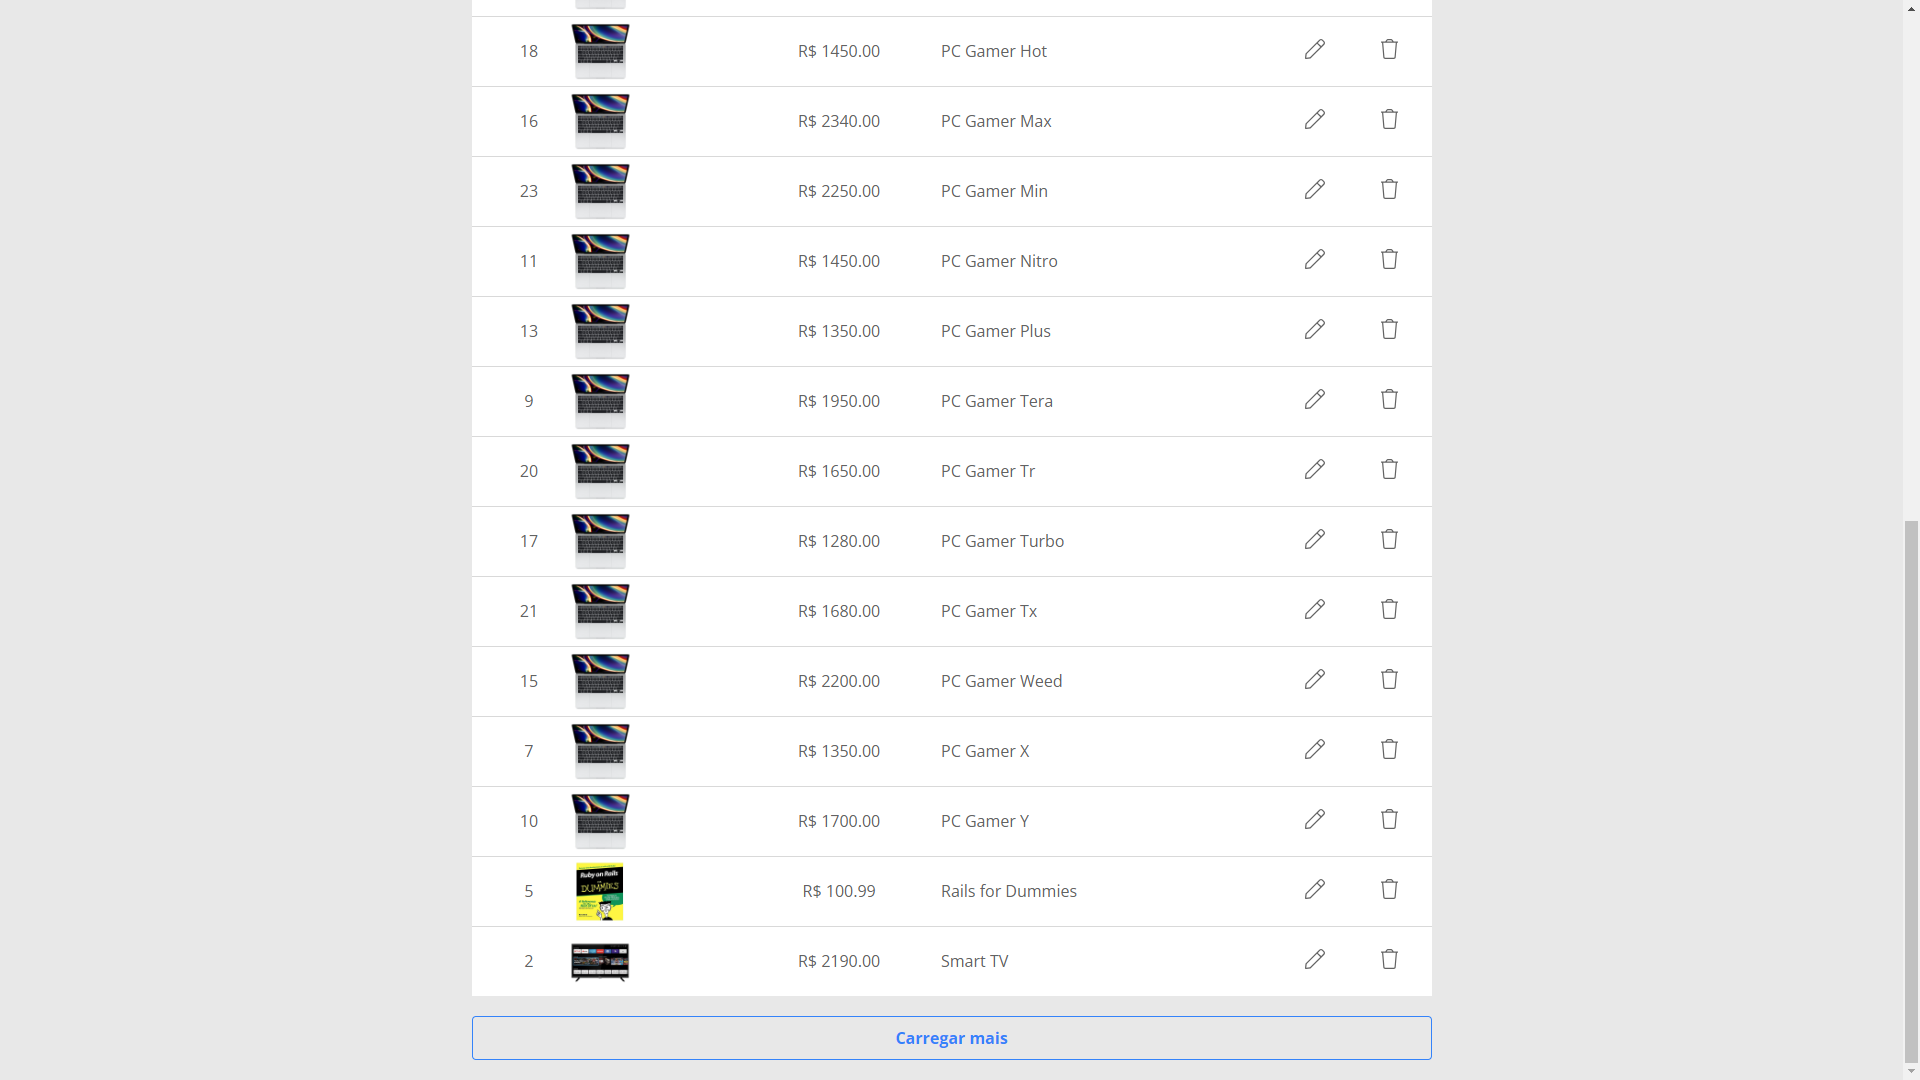 18 R$ 1450.00 PC Gamer Hot
16 R$ 2340.00 PC Gamer Max
23 R$ 2250.00 PC Gamer Min
11 R$ 1450.00 PC Gamer Nitro
13 R$ 1350.00 PC Gamer Plus
9 R$ 1950.00 PC Gamer Tera
20 R$ 1650.00 PC Gamer Tr
17 R$ 1280.00 PC Gamer Turbo
21 R$ 1680.00 PC Gamer Tx
15 R$ 2200.00 PC Gamer Weed
7 R$ 1350.00 PC Gamer X
10 R$ 1700.00 PC Gamer Y
Ruby on Rails
DUMMIES
5 R$ 100.99 Rails for Dummies
2 R$ 2190.00 Smart TV
Carregar mais